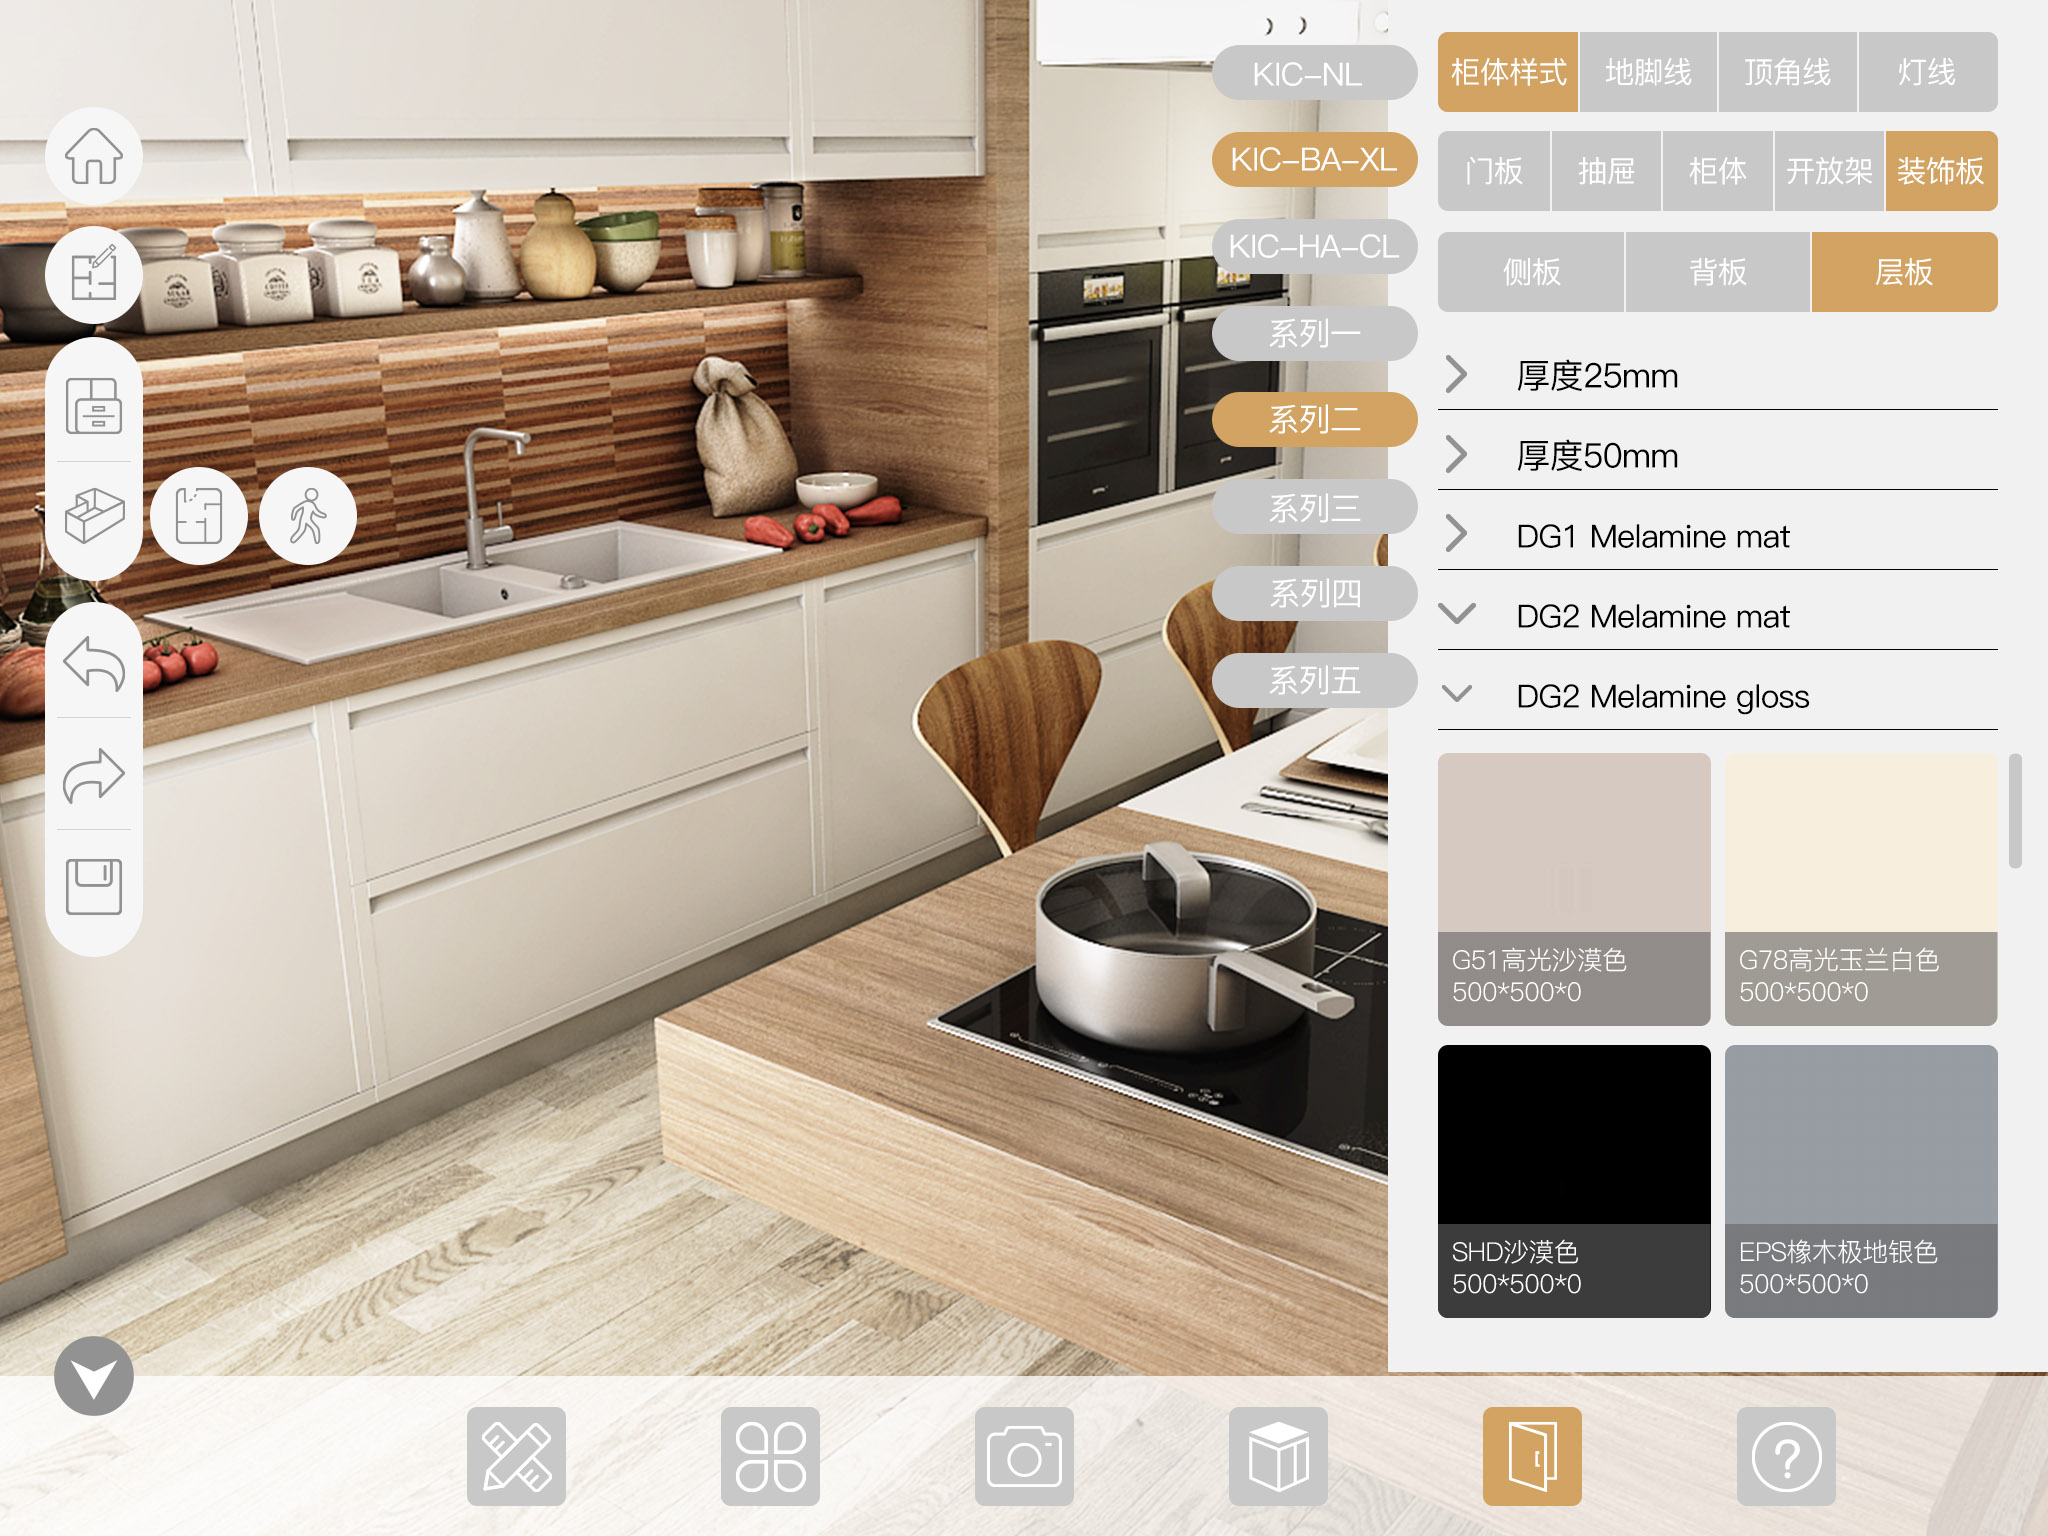 KIC-NL
KIC-BA-XL
KIC-HA-CL
系列一
系列二
系列三
系列四
系列五
柜体样式
地脚线
顶角线
灯线
门板
抽屉
柜体
开放架
装饰板
侧板
背板
层板
厚度25mm
厚度50mm
DG1 Melamine mat
DG2 Melamine mat
DG2 Melamine gloss
G51高光沙漠色
500*500*0
G78高光玉兰白色
500*500*0
SHD沙漠色
500*500*0
EPS橡木极地银色
500*500*0